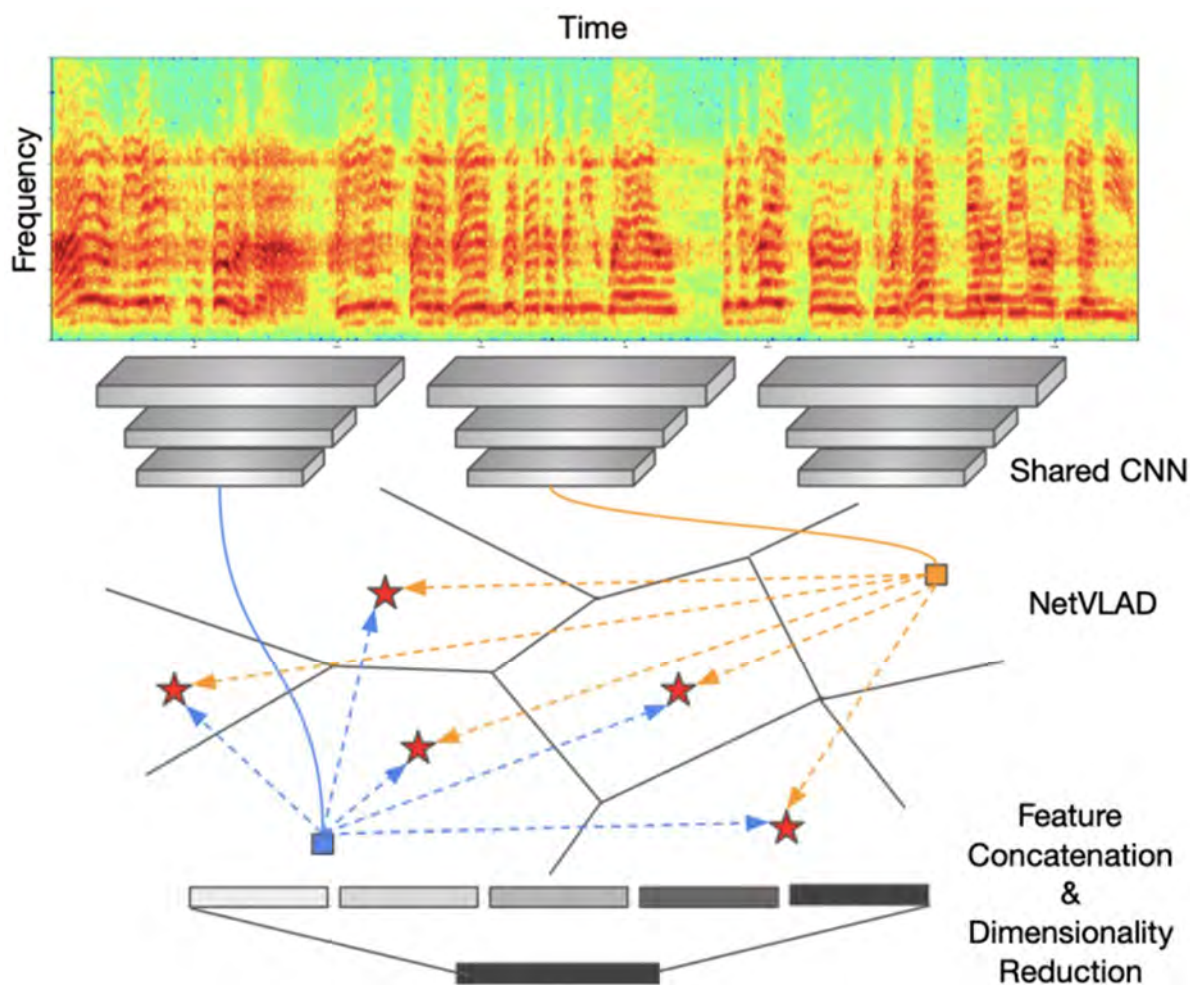 Time
Frequency
Shared CNN
NetVLAD
Feature
Concatenation
&
Dimensionality
Reduction